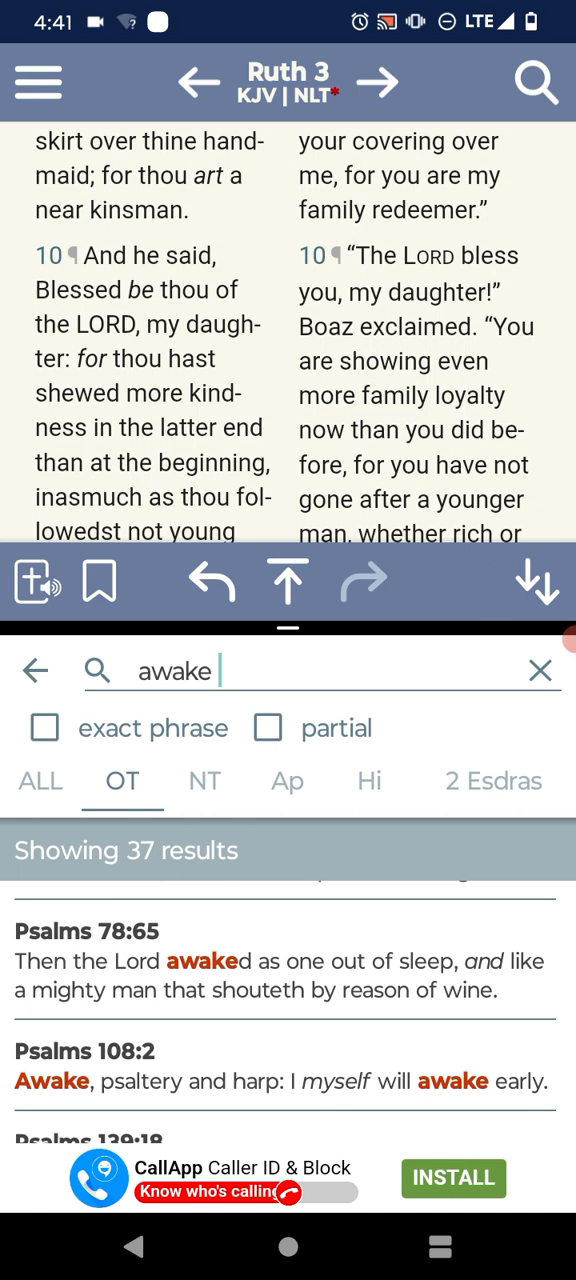 4:41
LTE
Ruth 3
KJV | NLT*
skirt over thine hand-
maid; for thou art a
near kinsman.
10 ¶ And he said,
Blessed be thou of
the LORD, my daugh-
ter: for thou hast
shewed more kind-
ness in the latter end
than at the beginning,
inasmuch as thou fol-
lowedst not young
your covering over
me, for you are my
family redeemer.”
10 ¶ “The LORD bless
you, my daughter!”
Boaz exclaimed. “You
are showing even
more family loyalty
now than you did be-
fore, for you have not
gone after a younger
man, whether rich or
awake
exact phrase
partial
ALL OT NT Ap Hi 2 Esdras
Showing 37 results
Psalms 78:65
Then the Lord awaked as one out of sleep, and like
a mighty man that shouteth by reason of wine.
Psalms 108:2
Awake, psaltery and harp: I myself will awake early.
Psalms 139:18
CallApp Caller ID & Block
Know who's calling
INSTALL